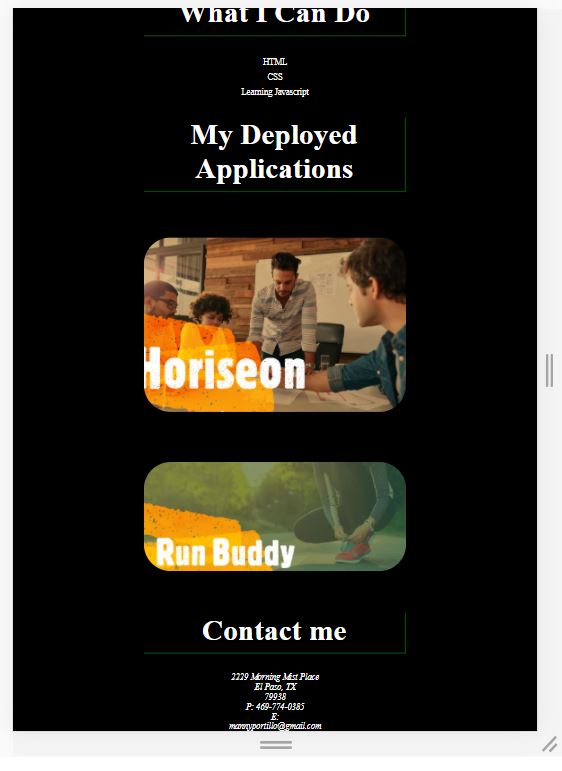 What I Can Do
HTML
CSS
Learning Javascript
My Deployed
Applications
Horiseon
Run Buddy
Contact me
2229 Morning Mist Place
El Paso, TX
79938
P: 469-774-0385
E:
mannyportillo@gmail.com